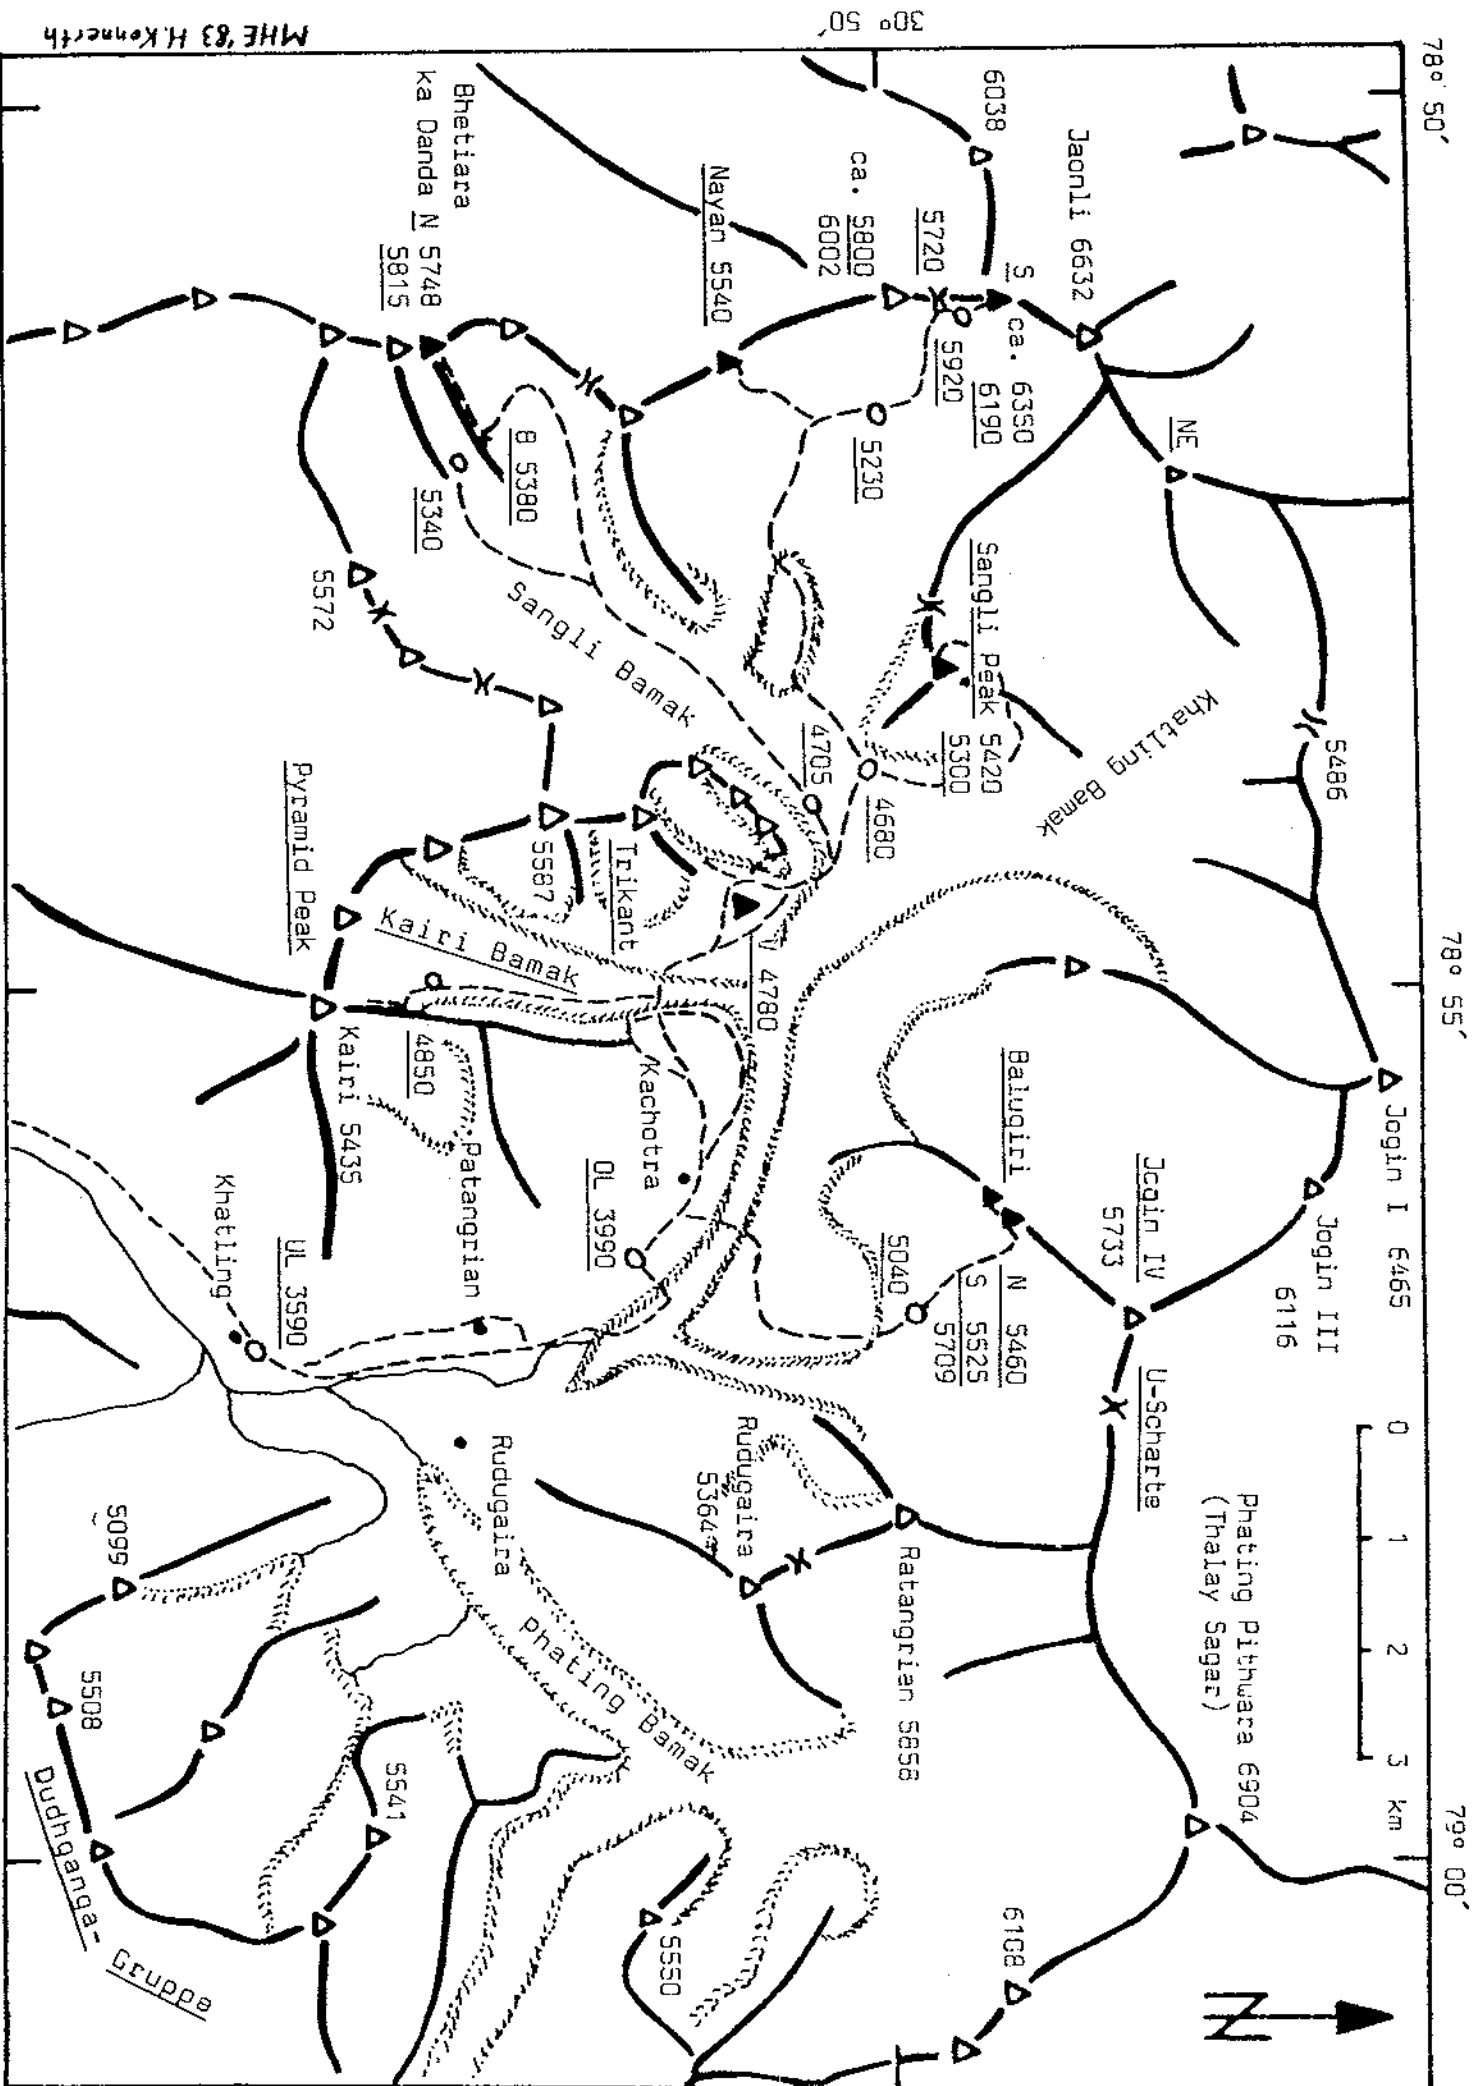 78° 50′
78° 55′
79° 00′
30° 50′
Jogin I 6465
Jogin III
6116
Jogin IV
5733
U-Scharte
0 1 2 3 km
Phating Pithwara 6904
(Thalay Sagar)
N
6168
5486
NE
Jaonli 6632
6038
S ca. 6350
6190
5720
5920
ca. 5800
6002
5230
Nayan 5540
Sangli Peak 5420
5300
Khatling Bamak
4680
4705
Balugiri
N 5460
S 5525
5709
5040
Ratangrian 5858
Rudugaira
5364
Bhetiara
ka Danda N 5748
5815
B 5380
5340
Sangli Bamak
5572
Trikant
5587
V 4780
Pyramid Peak
Kairi Bamak
Kairi 5435
4850
Kachotra
OL 3990
Patangrian
UL 3590
Khatling
Rudugaira
Phating Bamak
5550
5541
5099
5508
Dudhganga-
Gruppe
MHE '83 H.Kennerth